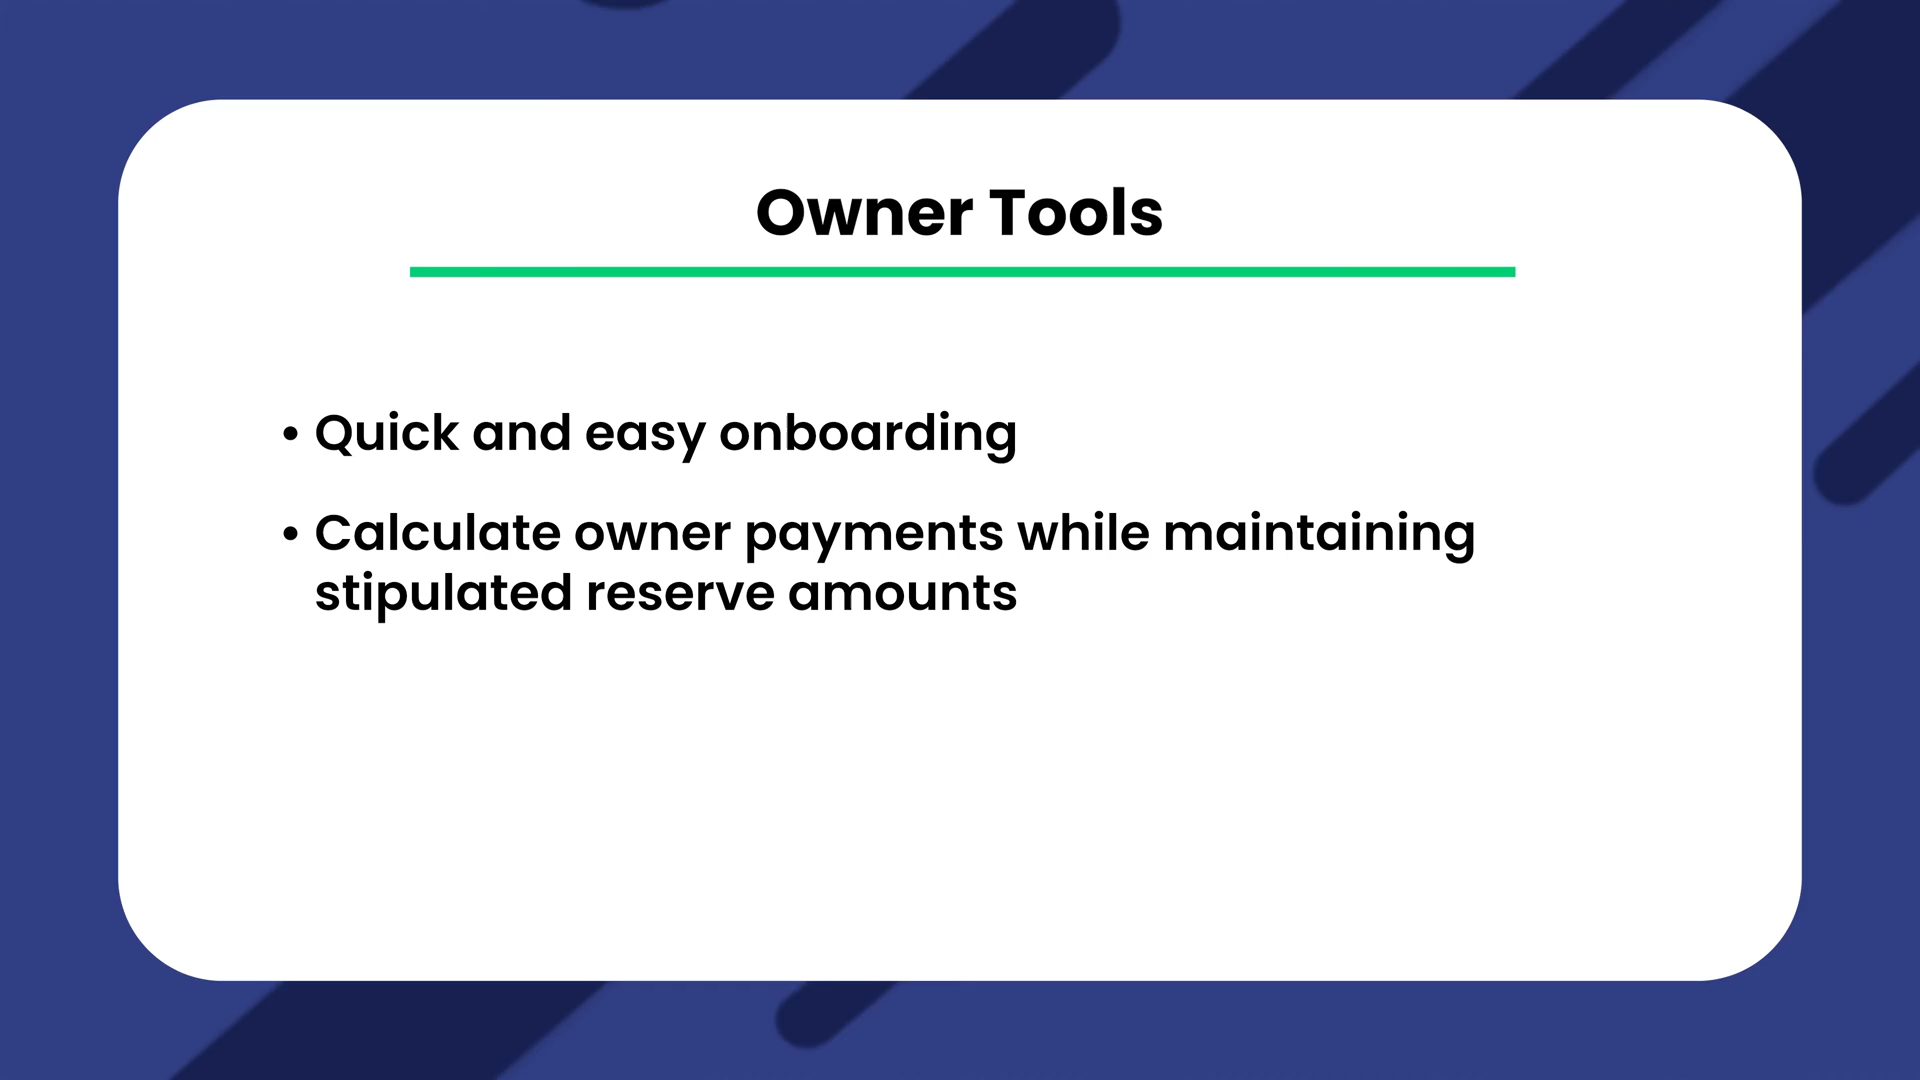 Owner Tools
• Quick and easy onboarding
• Calculate owner payments while maintaining
stipulated reserve amounts